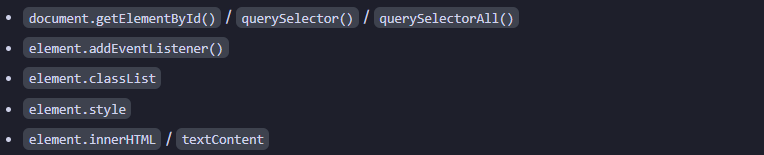 document.getElementById() / querySelector() / querySelectorAll()
element.addEventListener()
element.classList
element.style
element.innerHTML / textContent